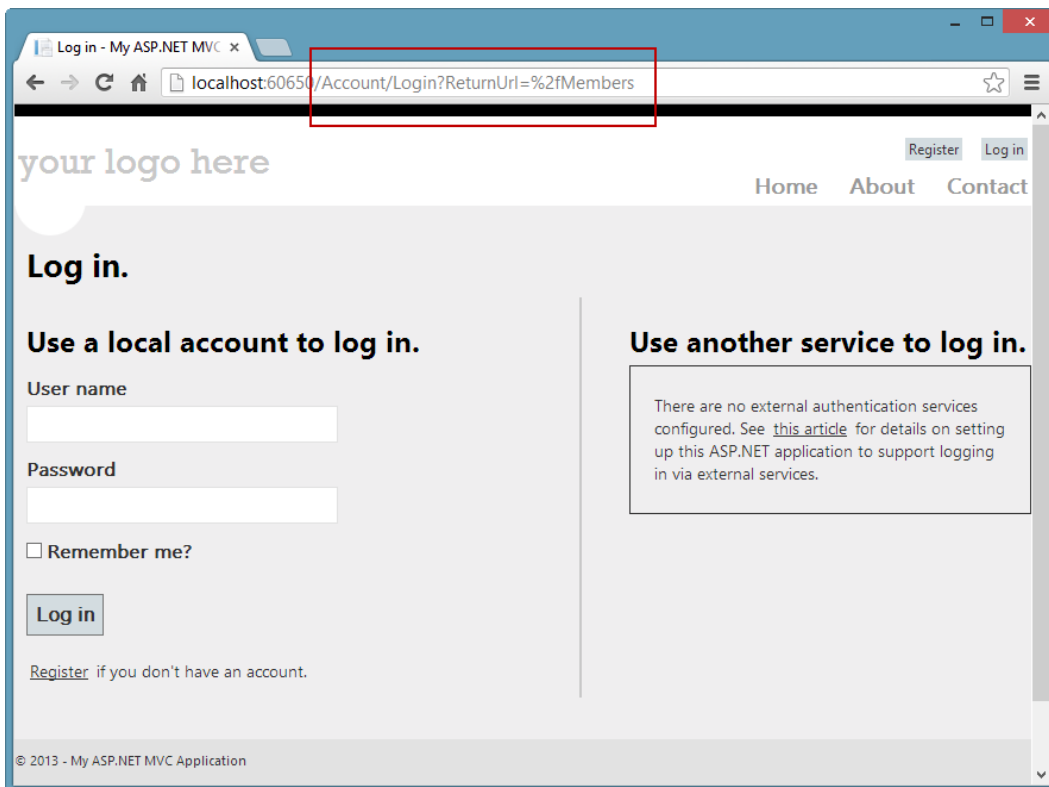 Log in - My ASP.NET MVC
localhost:60650/Account/Login?ReturnUrl=%2fMembers
Register Log in
your logo here
Home About Contact
Log in.
Use a local account to log in.
User name
Password
Remember me?
Log in
Register if you don't have an account.
Use another service to log in.
There are no external authentication services
configured. See this article for details on setting
up this ASP.NET application to support logging
in via external services.
© 2013 - My ASP.NET MVC Application